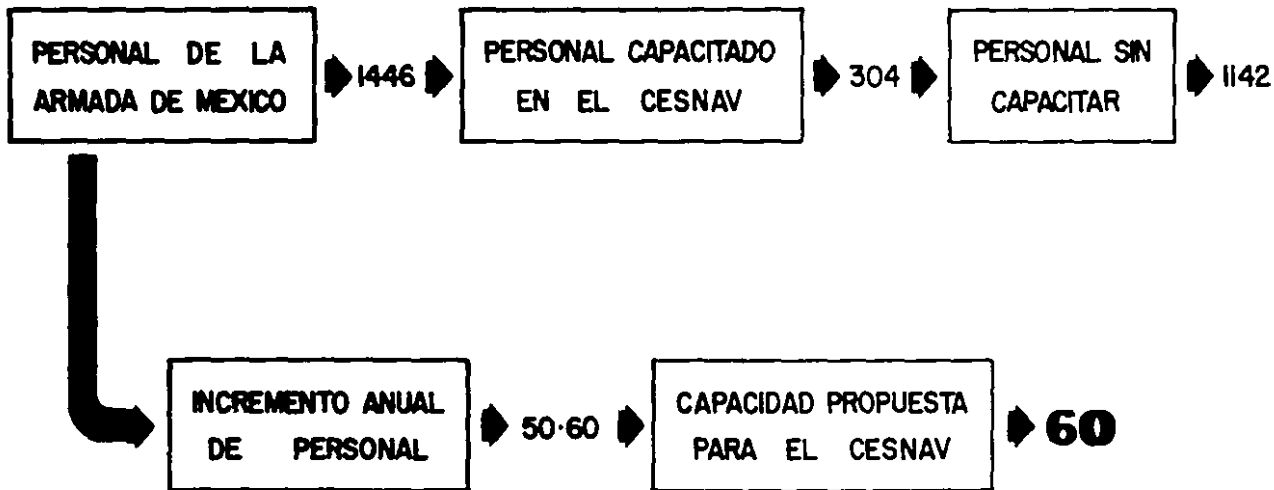 PERSONAL DE LA
ARMADA DE MEXICO
1446
PERSONAL CAPACITADO
EN EL CESNAV
304
PERSONAL SIN
CAPACITAR
1142
INCREMENTO ANUAL
DE PERSONAL
50·60
CAPACIDAD PROPUESTA
PARA EL CESNAV
60